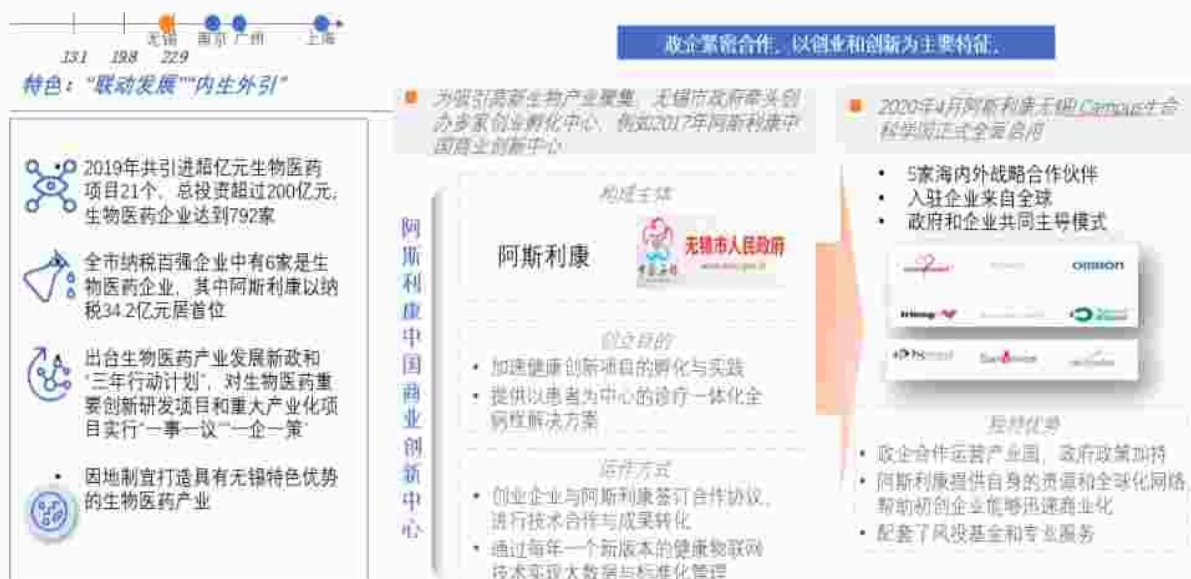 无锡 南京 广州 上海
131 198 229
特色："联动发展""内生外引"
2019年共引进超亿元生物医药
项目21个，总投资超过200亿元，
生物医药企业达到792家
全市纳税百强企业中有6家是生
物医药企业，其中阿斯利康以纳
税34.2亿元居首位
出台生物医药产业发展新政和
"三年行动计划"，对生物医药重
要创新研发项目和重大产业化项
目实行"一事一议""一企一策"
因地制宜打造具有无锡特色优势
的生物医药产业
政企紧密合作，以创业和创新为主要特征。
为吸引高新生物产业聚集，无锡市政府牵头创
办多家创业孵化中心，例如2017年阿斯利康中
国商业创新中心
阿斯利康中国商业创新中心
构成主体
阿斯利康
无锡市人民政府
创立目的
• 加速健康创新项目的孵化与实践
• 提供以患者为中心的诊疗一体化全
病程解决方案
运作方式
• 创业企业与阿斯利康签订合作协议，
进行技术合作与成果转化
• 通过每年一个新版本的健康物联网
技术实现大数据与标准化管理
2020年4月阿斯利康无锡I.Campus生命
科学园正式全面启用
• 5家海内外战略合作伙伴
• 入驻企业来自全球
• 政府和企业共同主导模式
OMRON
独特优势
• 政企合作运营产业园，政府政策加持
• 阿斯利康提供自身的资源和全球化网络，
帮助初创企业能够迅速商业化
• 配套了风投基金和专业服务